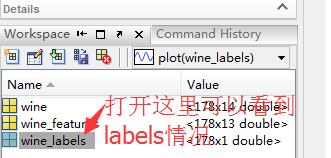 Details
Workspace
Command History
plot(wine_labels)
Name
Value
wine
<178x14 double>
wine_featur
<178x13 double>
wine_labels
<178x1 double>
打开这里可以看到
labels情况